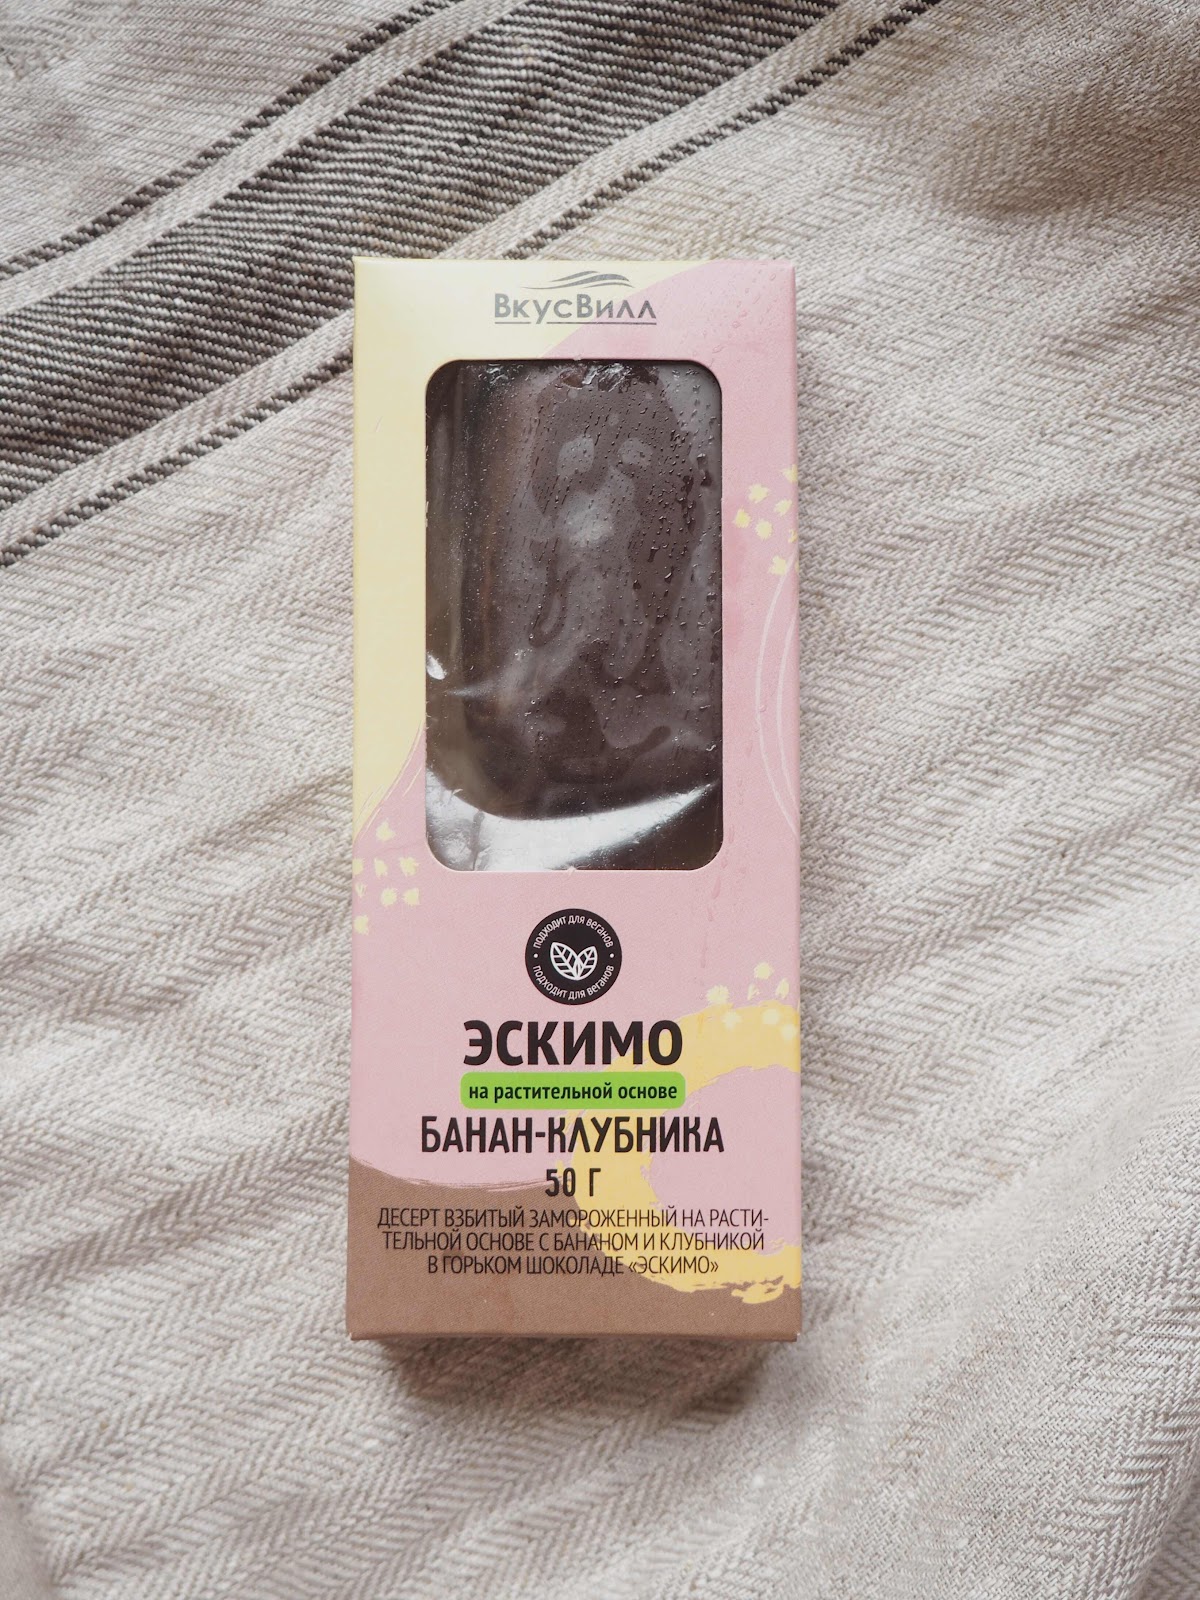 ВкусВилл
подходит для веганов
подходит для веганов
ЭСКИМО
на растительной основе
БАНАН-КЛУБНИКА
50 Г
ДЕСЕРТ ВЗБИТЫЙ ЗАМОРОЖЕННЫЙ НА РАСТИ-
ТЕЛЬНОЙ ОСНОВЕ С БАНАНОМ И КЛУБНИКОЙ
В ГОРЬКОМ ШОКОЛАДЕ «ЭСКИМО»